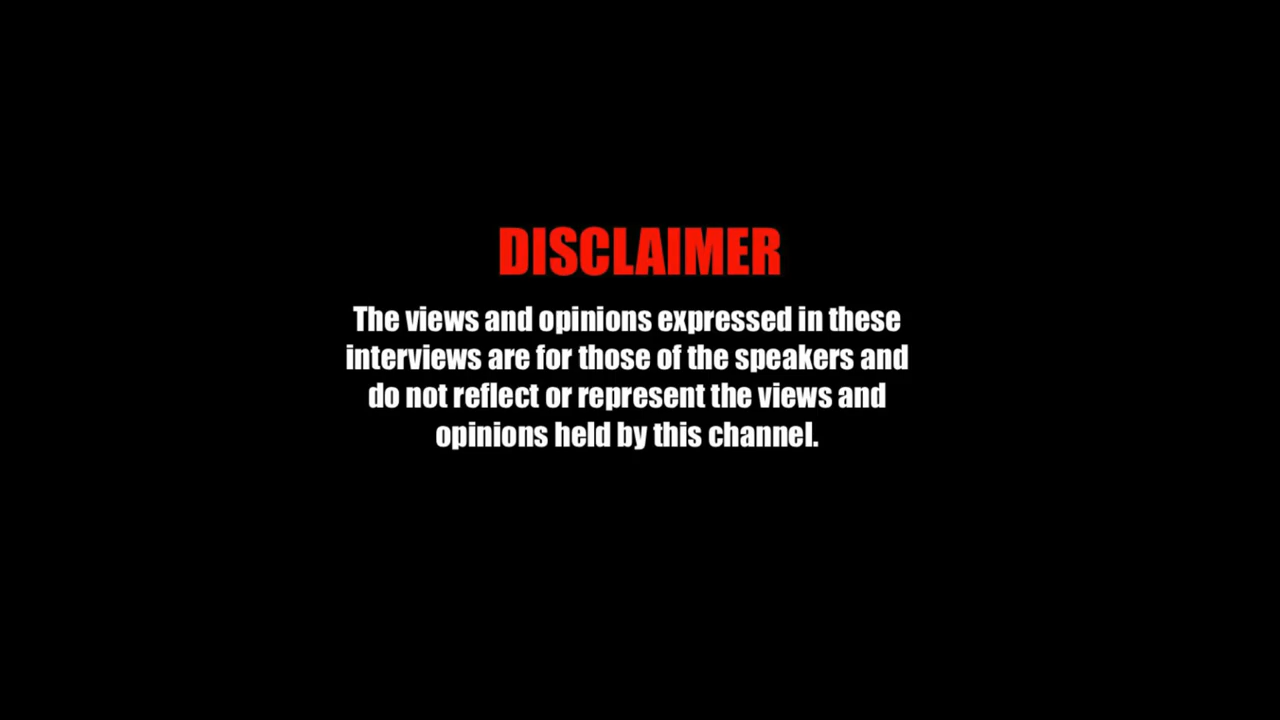 DISCLAIMER
The views and opinions expressed in these
interviews are for those of the speakers and
do not reflect or represent the views and
opinions held by this channel.